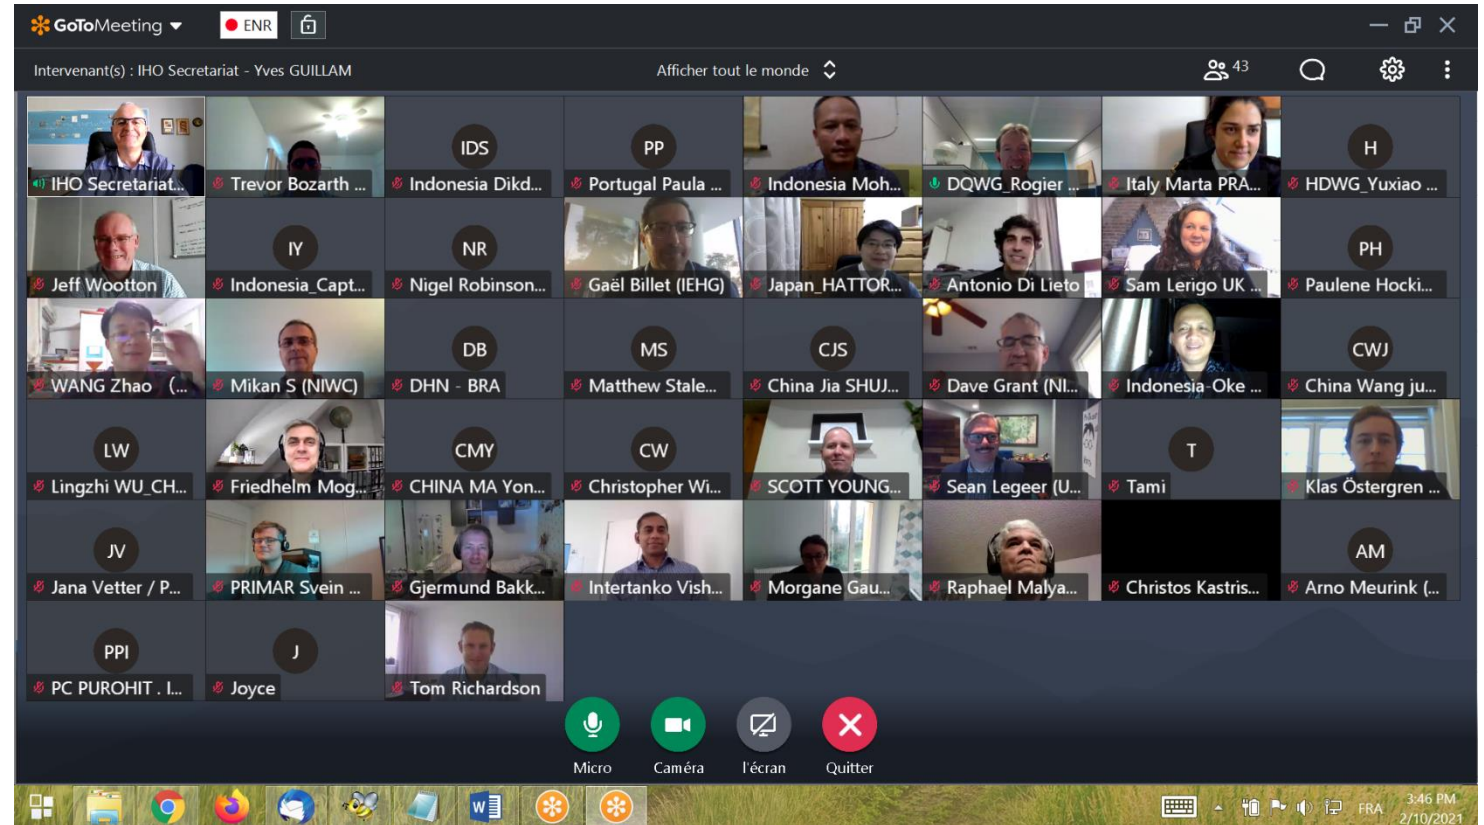 GoToMeeting
ENR
Intervenant(s) : IHO Secretariat - Yves GUILLAM
Afficher tout le monde
43
IHO Secretariat...
Trevor Bozarth ...
IDS
Indonesia Dikd...
PP
Portugal Paula ...
Indonesia Moh...
DQWG_Rogier ...
Italy Marta PRA...
H
HDWG_Yuxiao ...
Jeff Wootton
IY
Indonesia_Capt...
NR
Nigel Robinson...
Gaël Billet (IEHG)
Japan_HATTOR...
Antonio Di Lieto
Sam Lerigo UK ...
PH
Paulene Hocki...
WANG Zhao （...
Mikan S (NIWC)
DB
DHN - BRA
MS
Matthew Stale...
CJS
China Jia SHUJ...
Dave Grant (NI...
Indonesia-Oke ...
CWJ
China Wang ju...
LW
Lingzhi WU_CH...
Friedhelm Mog...
CMY
CHINA MA Yon...
CW
Christopher Wi...
SCOTT YOUNG...
Sean Legeer (U...
T
Tami
Klas Östergren ...
JV
Jana Vetter / P...
PRIMAR Svein ...
Gjermund Bakk...
Intertanko Vish...
Morgane Gau...
Raphael Malya...
Christos Kastris...
AM
Arno Meurink (...
PPI
PC PUROHIT . I...
J
Joyce
Tom Richardson
Micro
Caméra
l'écran
Quitter
FRA
3:46 PM
2/10/2021